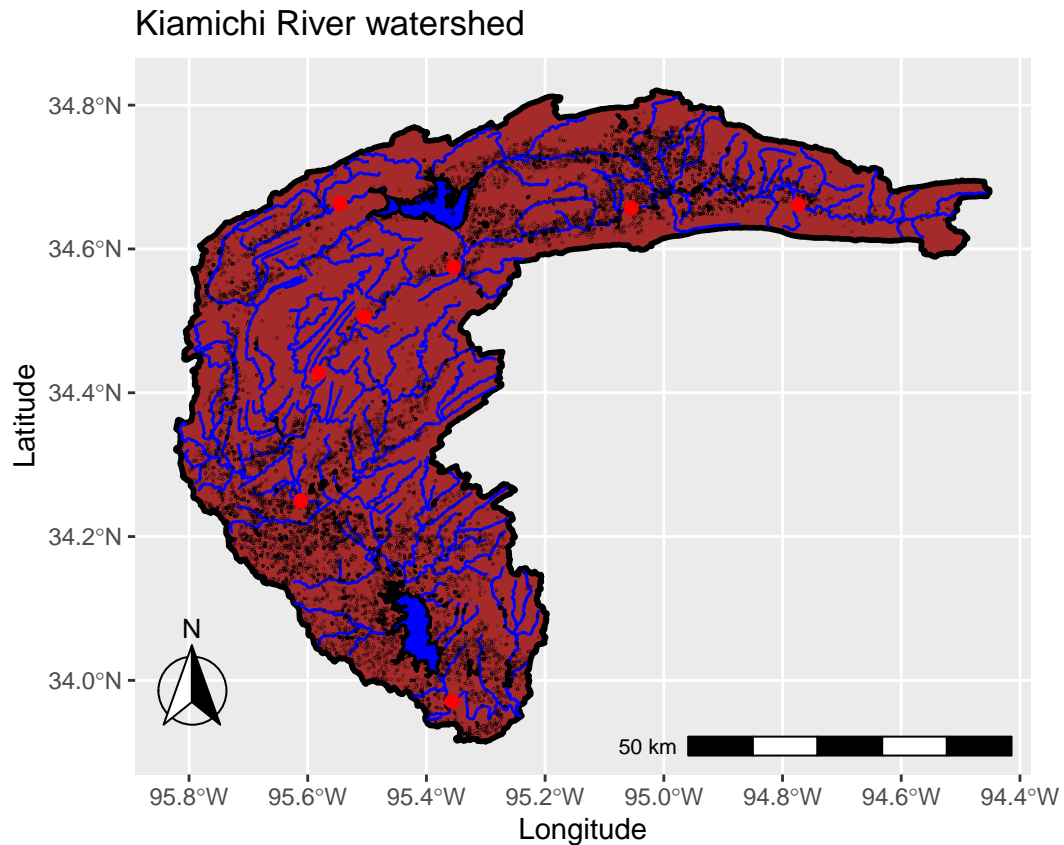 Kiamichi River watershed
34.8°N
34.6°N
34.4°N
34.2°N
34.0°N
Latitude
N
50 km
95.8°W 95.6°W 95.4°W 95.2°W 95.0°W 94.8°W 94.6°W 94.4°W
Longitude